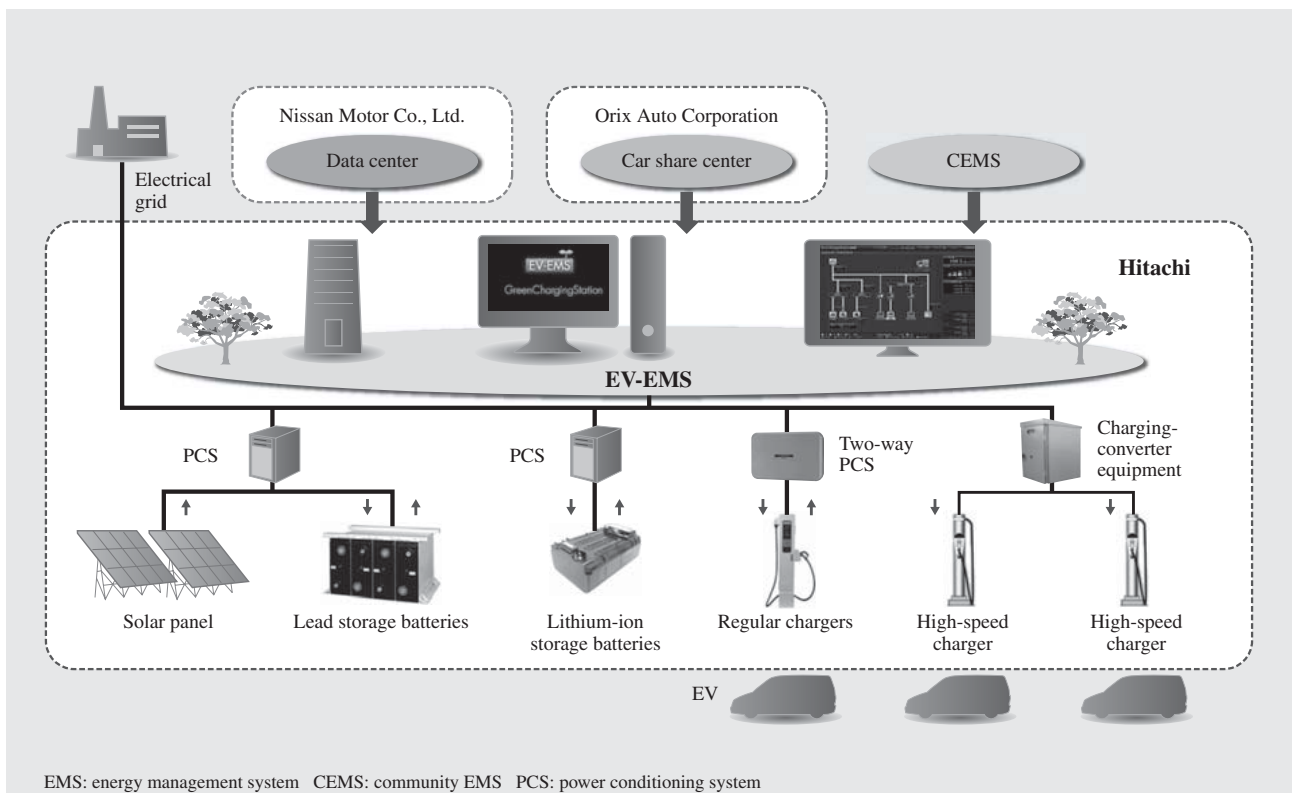 Nissan Motor Co., Ltd.
Data center
Orix Auto Corporation
Car share center
CEMS
Electrical
grid
Hitachi
EV-EMS
GreenChargingStation
EV-EMS
PCS
PCS
Two-way
PCS
Charging-
converter
equipment
Solar panel
Lead storage batteries
Lithium-ion
storage batteries
Regular chargers
High-speed
charger
High-speed
charger
EV
EMS: energy management system CEMS: community EMS PCS: power conditioning system